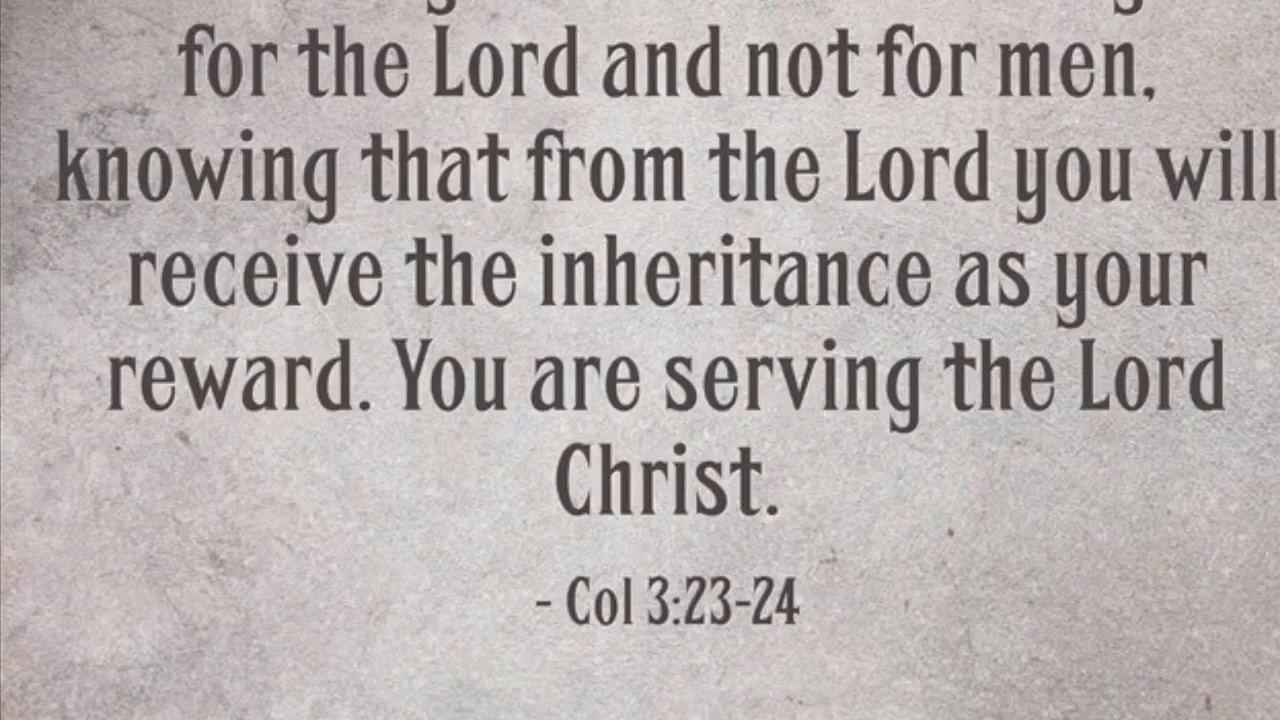 for the Lord and not for men,
knowing that from the Lord you will
receive the inheritance as your
reward. You are serving the Lord
Christ.
- Col 3:23-24